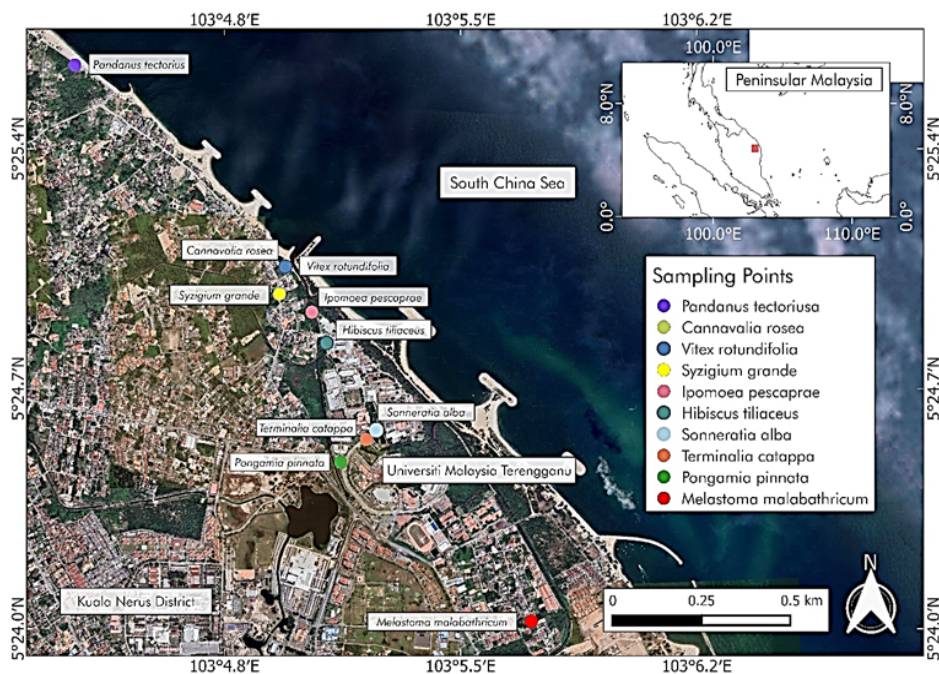 103°4.8′E 103°5.5′E 103°6.2′E
100.0°E
Pandanus tectorius
Peninsular Malaysia
8.0°N
8.0°N
5°25.4′N
5°25.4′N
South China Sea
0.0°
0.0°
100.0°E 110.0°E
Cannavalia rosea
Vitex rotundifolia
Syzigium grande
Ipomoea pescaprae
Hibiscus tiliaceus
Sampling Points
Pandanus tectoriusa
Cannavalia rosea
Vitex rotundifolia
Syzigium grande
Ipomoea pescaprae
Hibiscus tiliaceus
Sonneratia alba
Terminalia catappa
Pongamia pinnata
Melastoma malabathricum
5°24.7′N
5°24.7′N
Sonneratia alba
Terminalia catappa
Pongamia pinnata
Universiti Malaysia Terengganu
Kuala Nerus District
Melastoma malabathricum
N
0 0.25 0.5 km
5°24.0′N
5°24.0′N
103°4.8′E 103°5.5′E 103°6.2′E